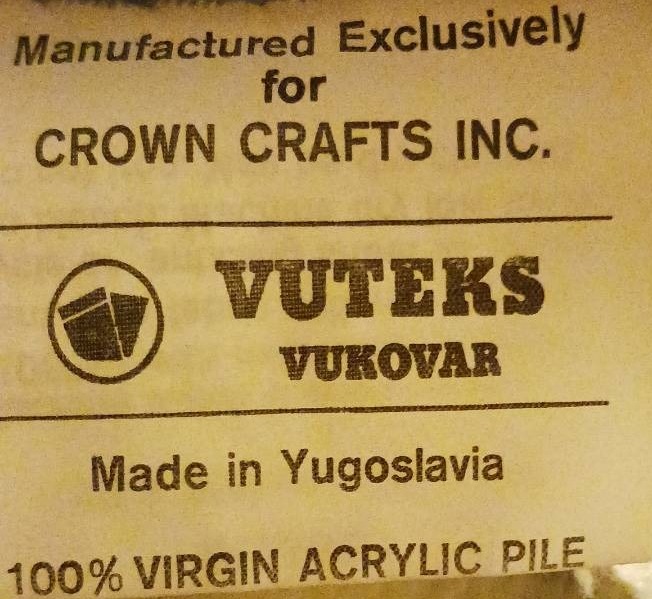 Manufactured Exclusively
for
CROWN CRAFTS INC.
VUTEKS
VUKOVAR
Made in Yugoslavia
100% VIRGIN ACRYLIC PILE